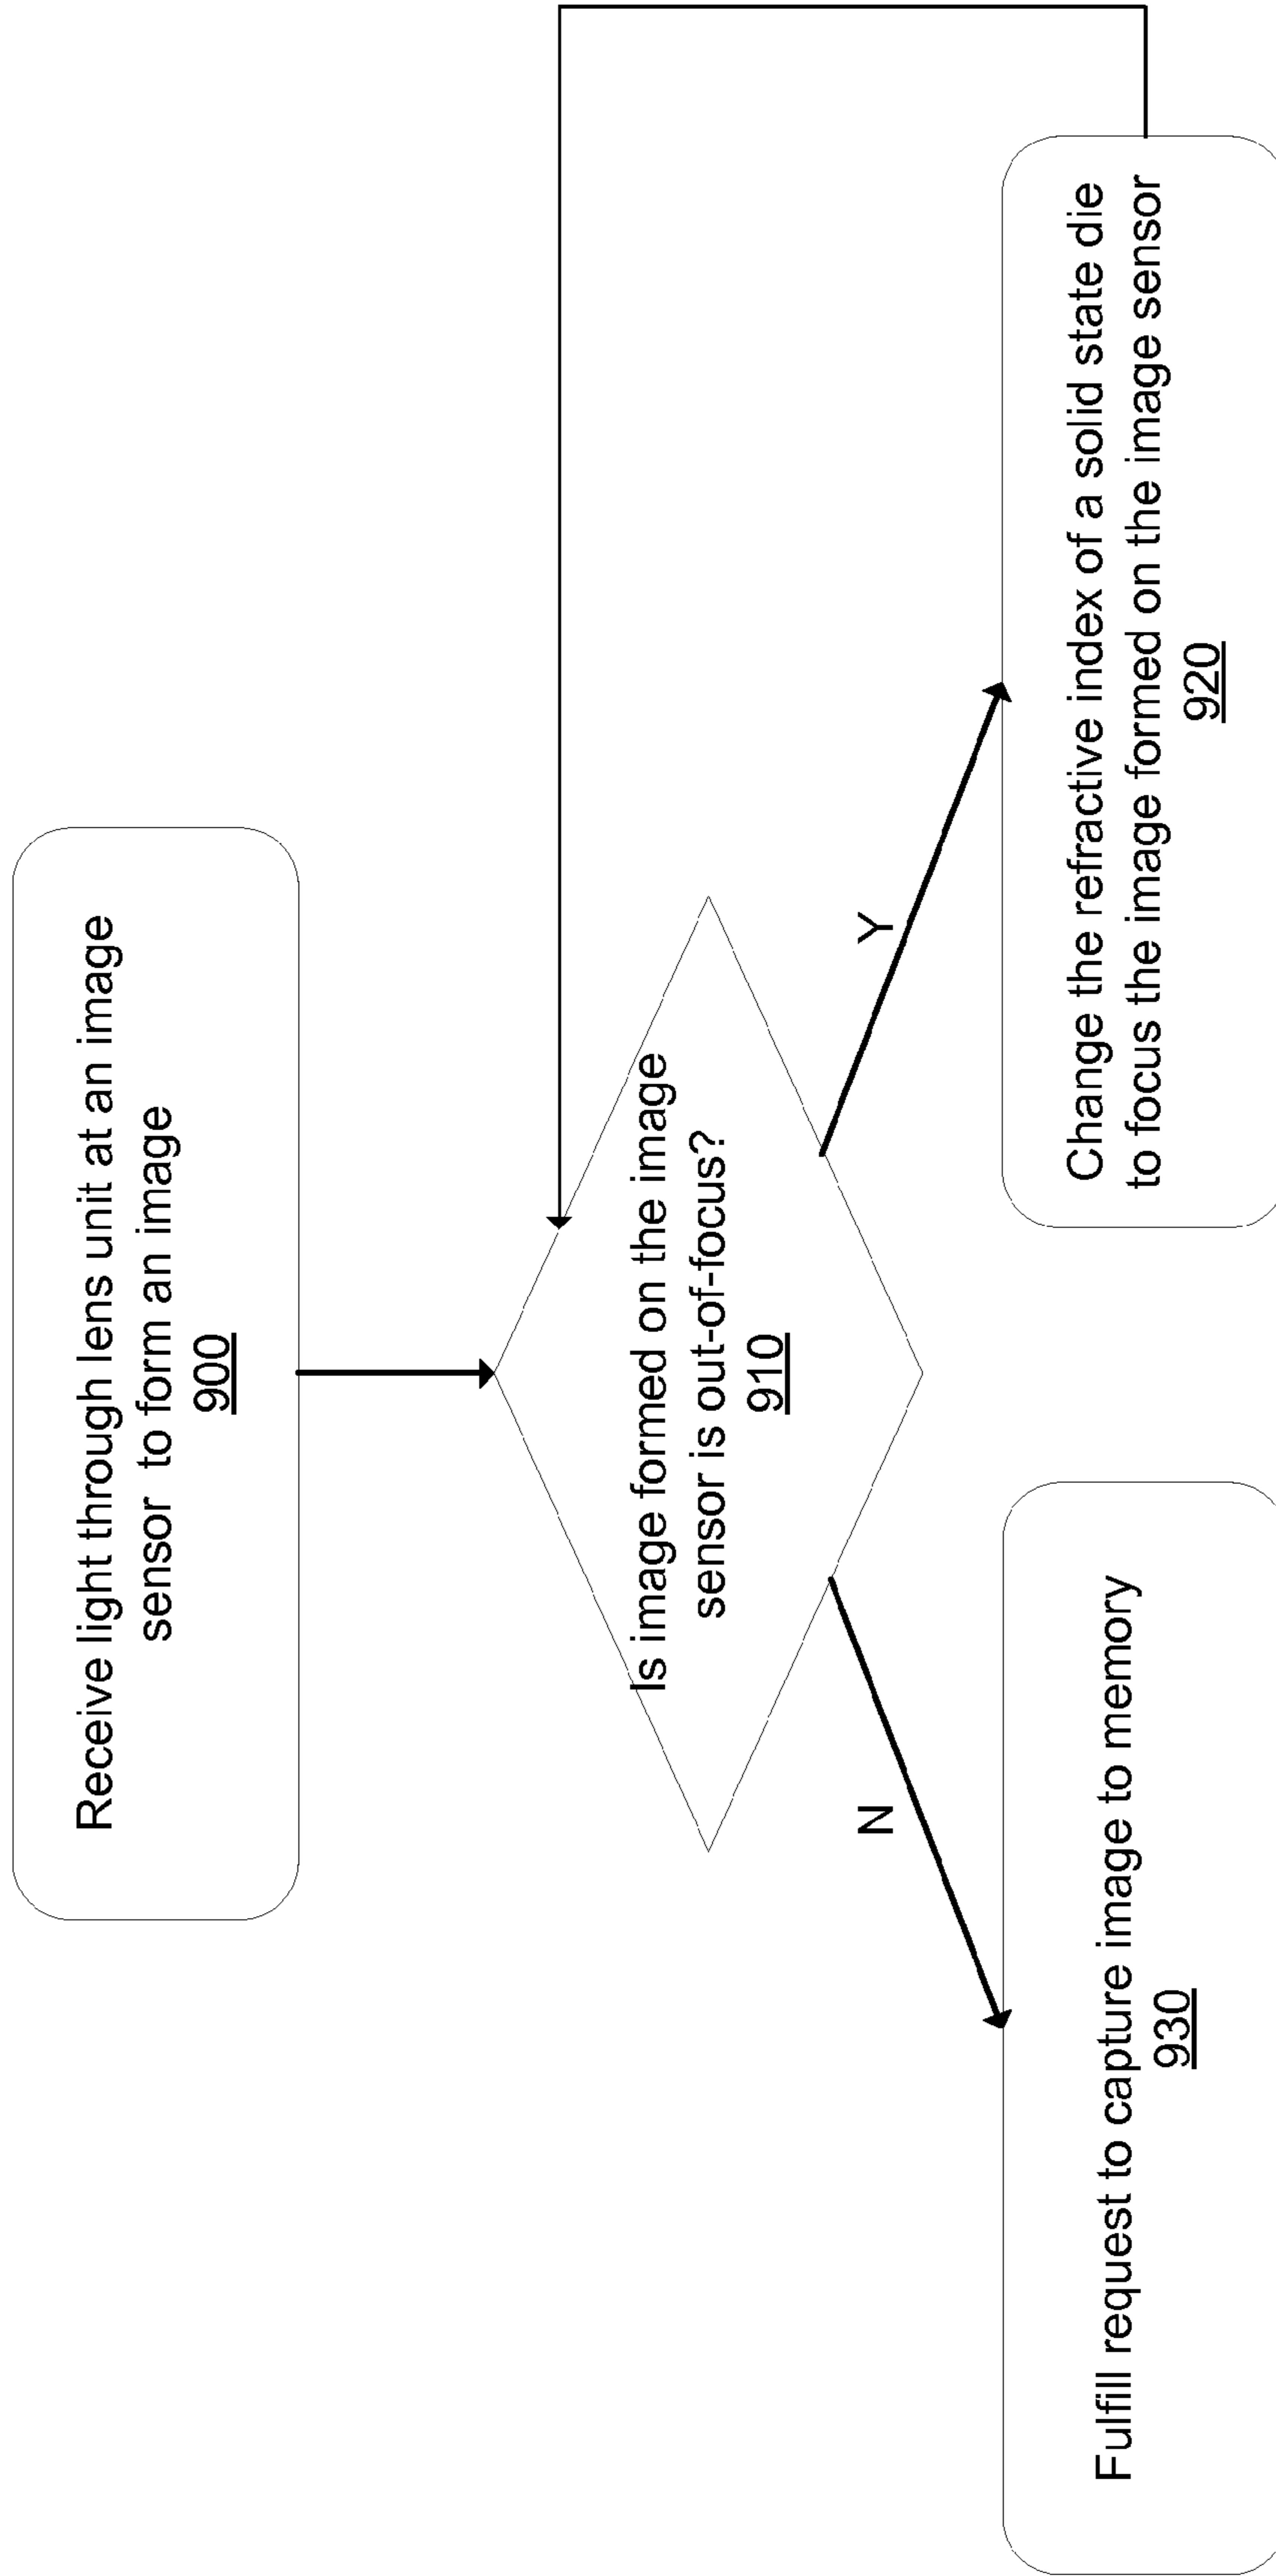 Receive light through lens unit at an image
sensor to form an image
900
Is image formed on the image
sensor is out-of-focus?
910
N
Y
Fulfill request to capture image to memory
930
Change the refractive index of a solid state die
to focus the image formed on the image sensor
920